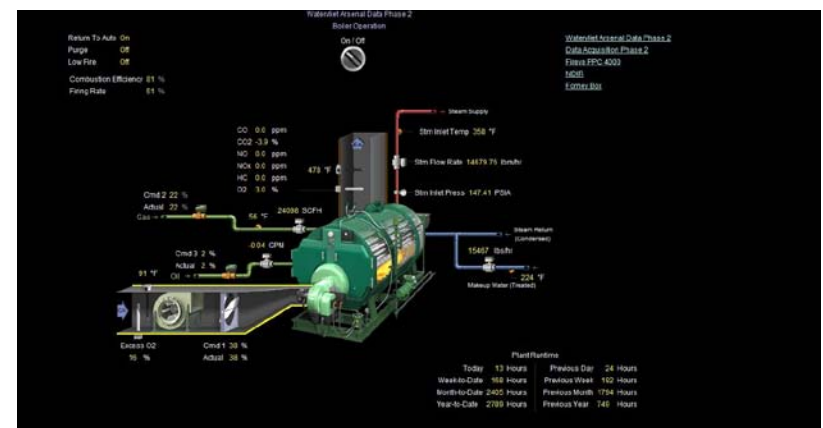 Watervliet Arsenal Data Phase 2
Boiler Operation
On / Off
Return To Auto On
Purge Off
Low Fire Off
Combustion Efficiency 81 %
Firing Rate 61 %
Watervliet Arsenal Data Phase 2
Data Acquisition Phase 2
Fireye PPC 4000
NDIR
Forney Box
CO 0.0 ppm
CO2 -3.9 %
NO 0.0 ppm
NOx 0.0 ppm
HC 0.0 ppm
O2 3.0 %
Steam Supply
Stm Inlet Temp 358 °F
Stm Flow Rate 14679.75 lbm/hr
Stm Inlet Press 147.41 PSIA
478 °F
Cmd 2 22 %
Actual 22 %
Gas
56 °F
24098 SCFH
Steam Return
(Condensed)
15467 lbs/hr
224 °F
Makeup Water (Treated)
-0.04 GPM
Cmd 3 2 %
Actual 2 %
Oil
91 °F
Excess O2
16 %
Cmd 1 38 %
Actual 38 %
Plant Runtime
Today 13 Hours Previous Day 24 Hours
Week-to-Date 168 Hours Previous Week 162 Hours
Month-to-Date 2405 Hours Previous Month 1794 Hours
Year-to-Date 2789 Hours Previous Year 746 Hours